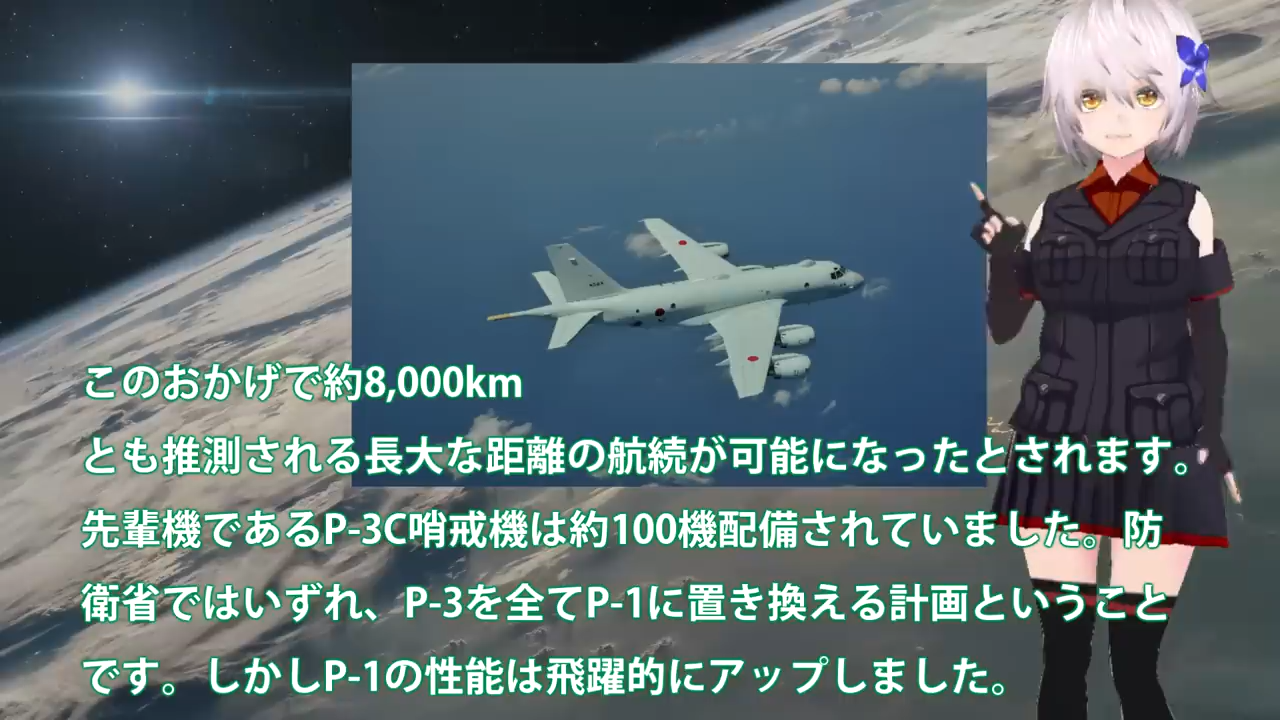 このおかげで約8,000km
とも推測される長大な距離の航続が可能になったとされます。
先輩機であるP-3C哨戒機は約100機配備されていました。防
衛省ではいずれ、P-3を全てP-1に置き換える計画ということ
です。しかしP-1の性能は飛躍的にアップしました。